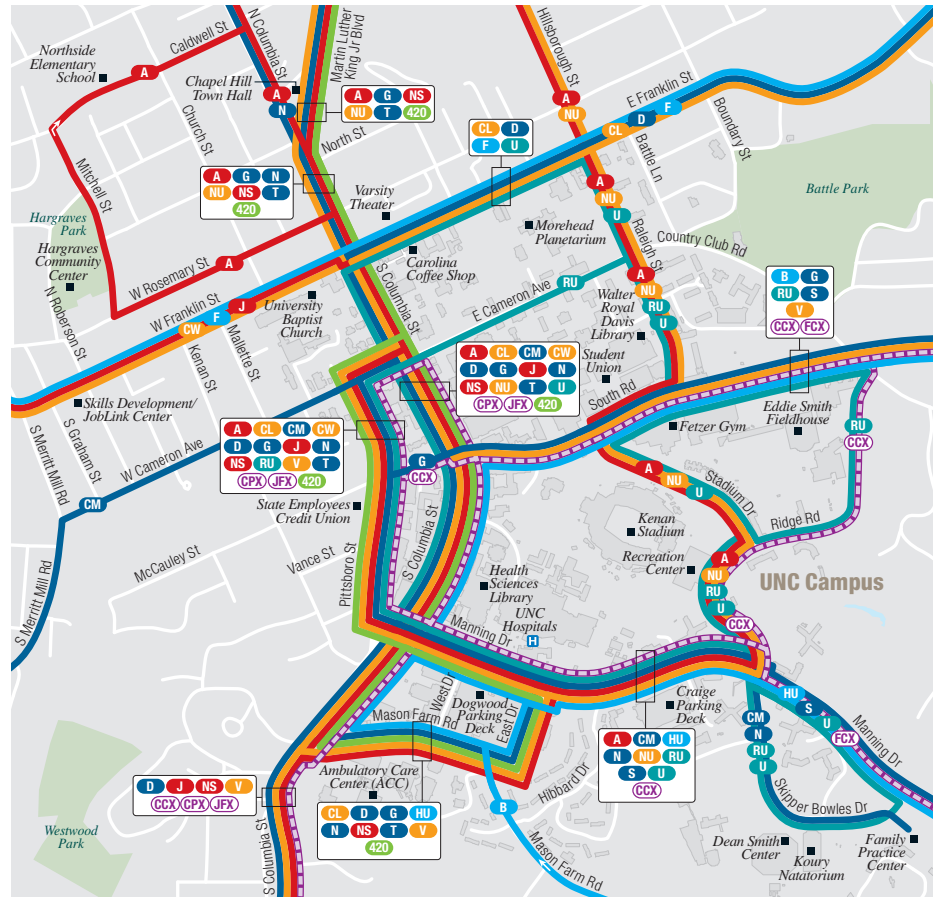 Northside
Elementary
School
Caldwell St
A
N Columbia St
Martin Luther
King Jr Blvd
Hillsborough St
Chapel Hill
Town Hall
A
N
A G NS
NU T 420
Church St
North St
A
NU
E Franklin St
CL D F
Boundary St
Battle Ln
CL D
F U
Mitchell St
A G N
NU NS T
420
Varsity
Theater
A
NU
U
Battle Park
Hargraves
Park
Hargraves
Community
Center
Morehead
Planetarium
Raleigh St
Country Club Rd
W Rosemary St
A
Carolina
Coffee Shop
S Columbia St
E Cameron Ave
RU
A
NU
RU
U
Walter
Royal
Davis
Library
B G
RU S
V
CCX FCX
N Roberson St
W Franklin St
CW F J
University
Baptist
Church
Mallette St
Kenan St
A CL CM CW
D G J N
NS NU T U
CPX JFX 420
Student
Union
South Rd
Skills Development/
JobLink Center
Fetzer Gym
Eddie Smith
Fieldhouse
S Merritt Mill Rd
S Graham St
W Cameron Ave
CM
A CL CM CW
D G J N
NS RU V T
CPX JFX 420
G
CCX
RU
CCX
A
NU
U
Stadium Dr
Ridge Rd
State Employees
Credit Union
Kenan
Stadium
McCauley St
Vance St
Pittsboro St
S Columbia St
Health
Sciences
Library
UNC
Hospitals
H
Recreation
Center
A
NU
RU
U
CCX
UNC Campus
S Merritt Mill Rd
Manning Dr
West Dr
Dogwood
Parking
Deck
East Dr
Mason Farm Rd
Craige
Parking
Deck
HU
S
U
FCX
Manning Dr
CM
N
RU
U
A CM HU
N NU RU
S U
CCX
Hibbard Dr
Ambulatory Care
Center (ACC)
D J NS V
CCX CPX JFX
CL D G HU
N NS T V
420
B
Skipper Bowles Dr
Westwood
Park
S Columbia St
Mason Farm Rd
Dean Smith
Center
Koury
Natatorium
Family
Practice
Center